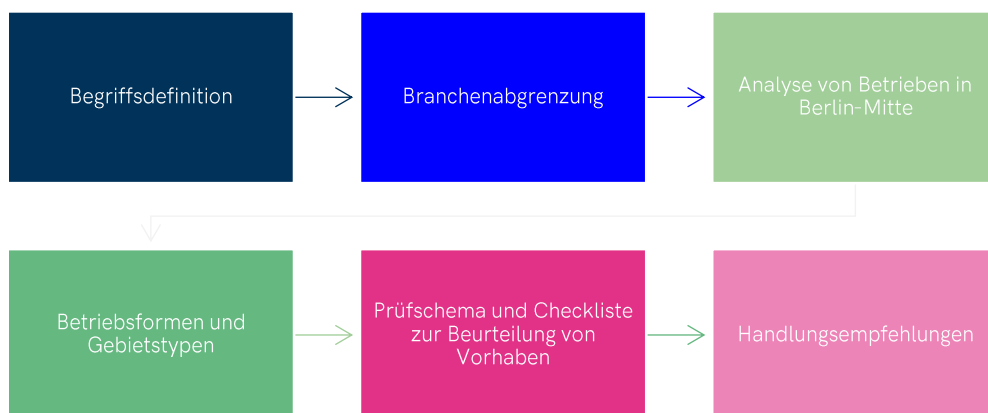 Begriffsdefinition
Branchenabgrenzung
Analyse von Betrieben in
Berlin-Mitte
Betriebsformen und
Gebietstypen
Prüfschema und Checkliste
zur Beurteilung von
Vorhaben
Handlungsempfehlungen